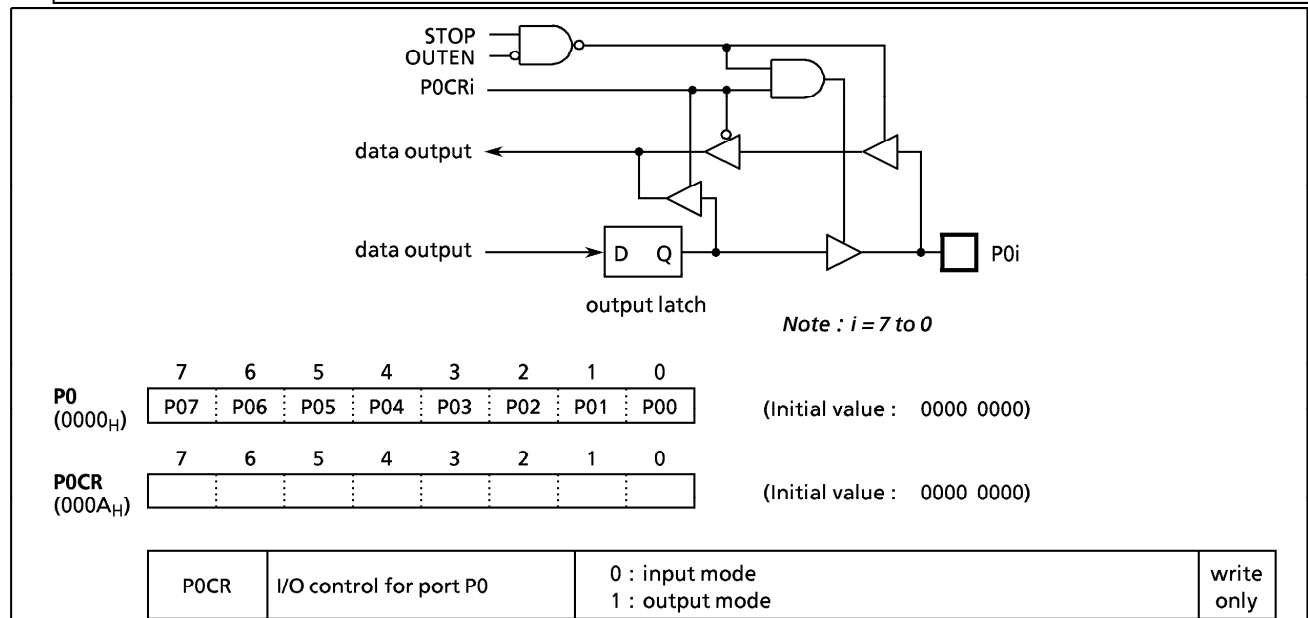 STOP
OUTEN
P0CRi
data output
data output
D Q
P0i
output latch
Note : i = 7 to 0
7 6 5 4 3 2 1 0
P0 (0000H)
P07 P06 P05 P04 P03 P02 P01 P00
(Initial value : 0000 0000)
7 6 5 4 3 2 1 0
P0CR (000AH)
(Initial value : 0000 0000)
P0CR
I/O control for port P0
0 : input mode
1 : output mode
write
only